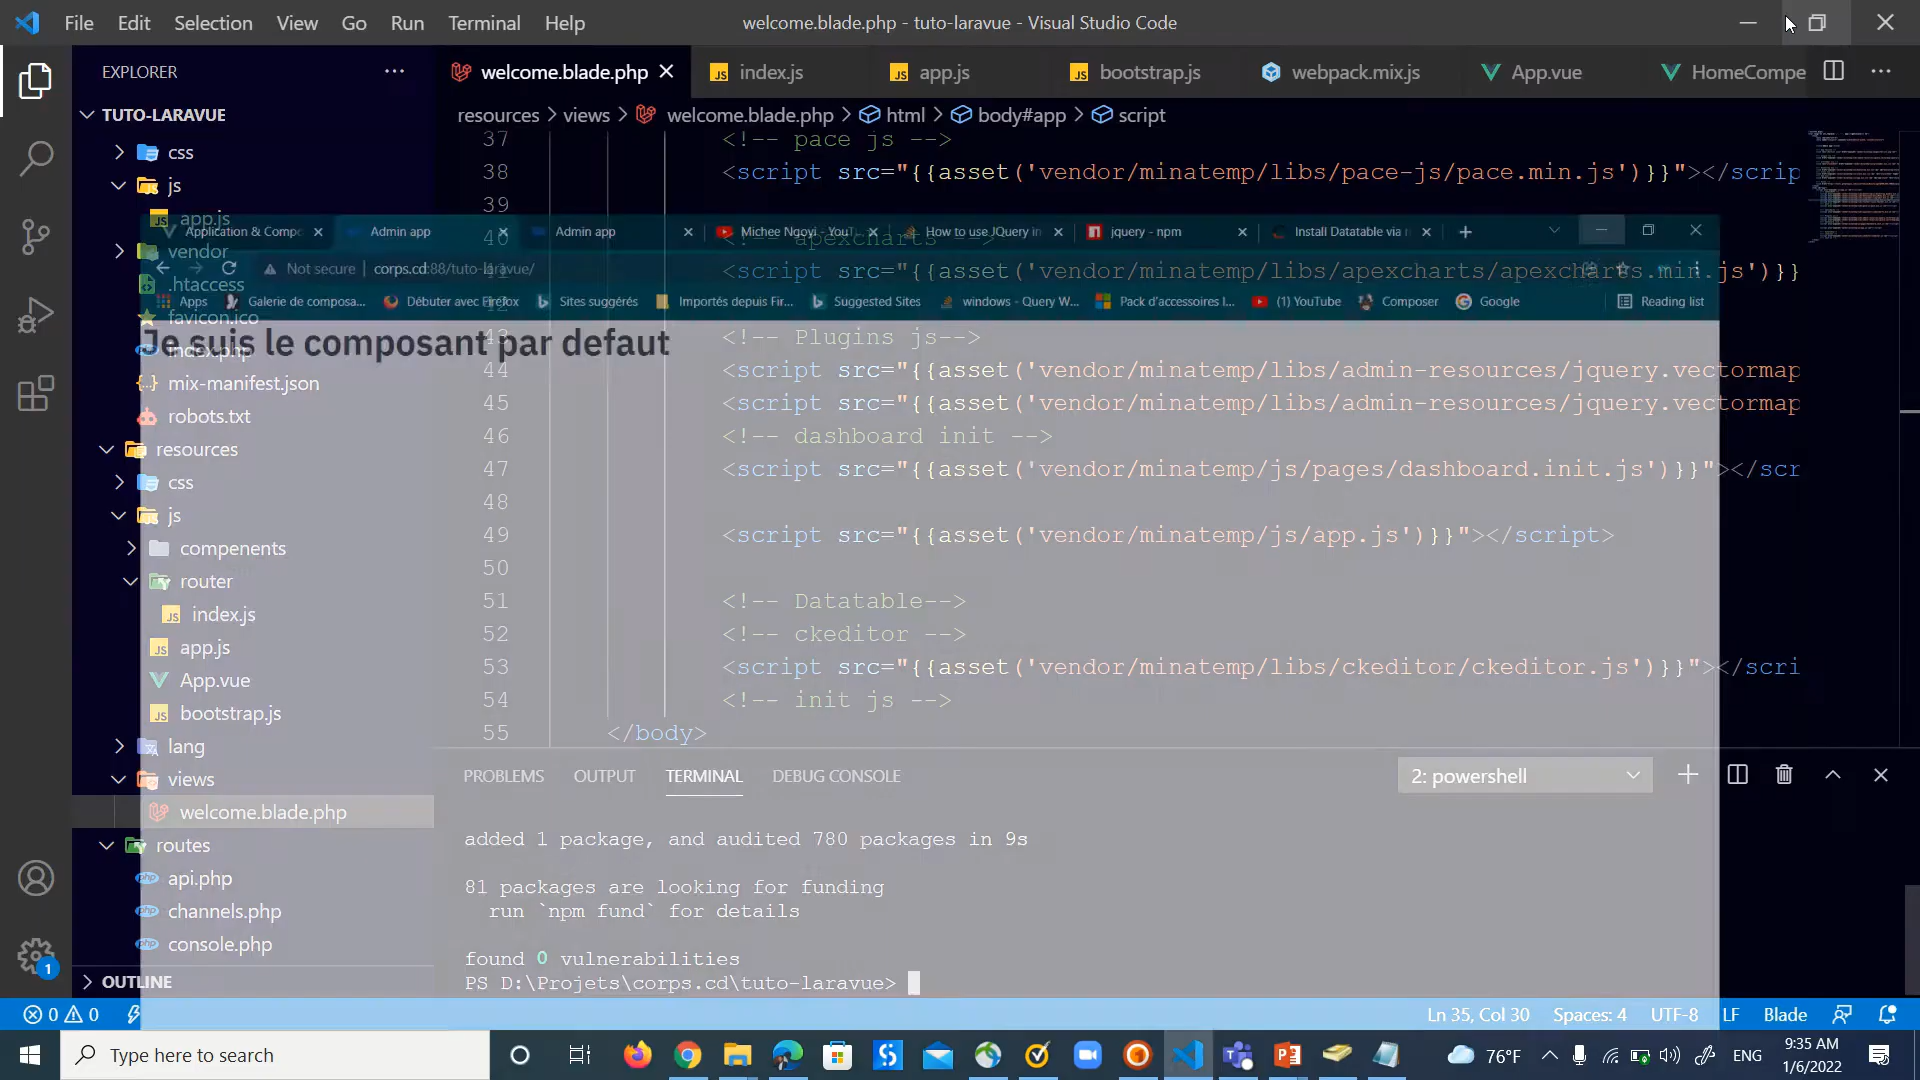 File Edit Selection View Go Run Terminal Help
welcome.blade.php - tuto-laravue - Visual Studio Code
EXPLORER
welcome.blade.php
index.js
app.js
bootstrap.js
webpack.mix.js
App.vue
HomeCompe
TUTO-LARAVUE
resources > views > welcome.blade.php > html > body#app > script
css
js
app.js
vendor
.htaccess
favicon.ico
index.php
mix-manifest.json
robots.txt
resources
css
js
compenents
router
index.js
app.js
App.vue
bootstrap.js
lang
views
welcome.blade.php
routes
api.php
channels.php
console.php
OUTLINE
37 <!-- pace js -->
38 <script src="{{asset('vendor/minatemp/libs/pace-js/pace.min.js')}}"></scrip
39
40 <!-- apexcharts -->
<script src="{{asset('vendor/minatemp/libs/apexcharts/apexcharts.min.js')}}
42
43 <!-- Plugins js-->
44 <script src="{{asset('vendor/minatemp/libs/admin-resources/jquery.vectormap
45 <script src="{{asset('vendor/minatemp/libs/admin-resources/jquery.vectormap
46 <!-- dashboard init -->
47 <script src="{{asset('vendor/minatemp/js/pages/dashboard.init.js')}}"></scr
48
49 <script src="{{asset('vendor/minatemp/js/app.js')}}"></script>
50
51 <!-- Datatable-->
52 <!-- ckeditor -->
53 <script src="{{asset('vendor/minatemp/libs/ckeditor/ckeditor.js')}}"></scri
54 <!-- init js -->
55 </body>
Application & Compo
Admin app
Admin app
Michee Ngoyi - YouT
How to use JQuery in
jquery - npm
Install Datatable via n
Not secure corps.cd:88/tuto-laravue/
Apps
Galerie de composa...
Débuter avec Firefox
Sites suggérés
Importés depuis Fir...
Suggested Sites
windows - Query W...
Pack d'accessoires l...
(1) YouTube
Composer
Google
Reading list
Je suis le composant par defaut
PROBLEMS OUTPUT TERMINAL DEBUG CONSOLE
2: powershell
added 1 package, and audited 780 packages in 9s
81 packages are looking for funding
run `npm fund` for details
found 0 vulnerabilities
PS D:\Projets\corps.cd\tuto-laravue>
1
0 0
Ln 35, Col 30 Spaces: 4 UTF-8 LF Blade
Type here to search
76°F
ENG
9:35 AM
1/6/2022